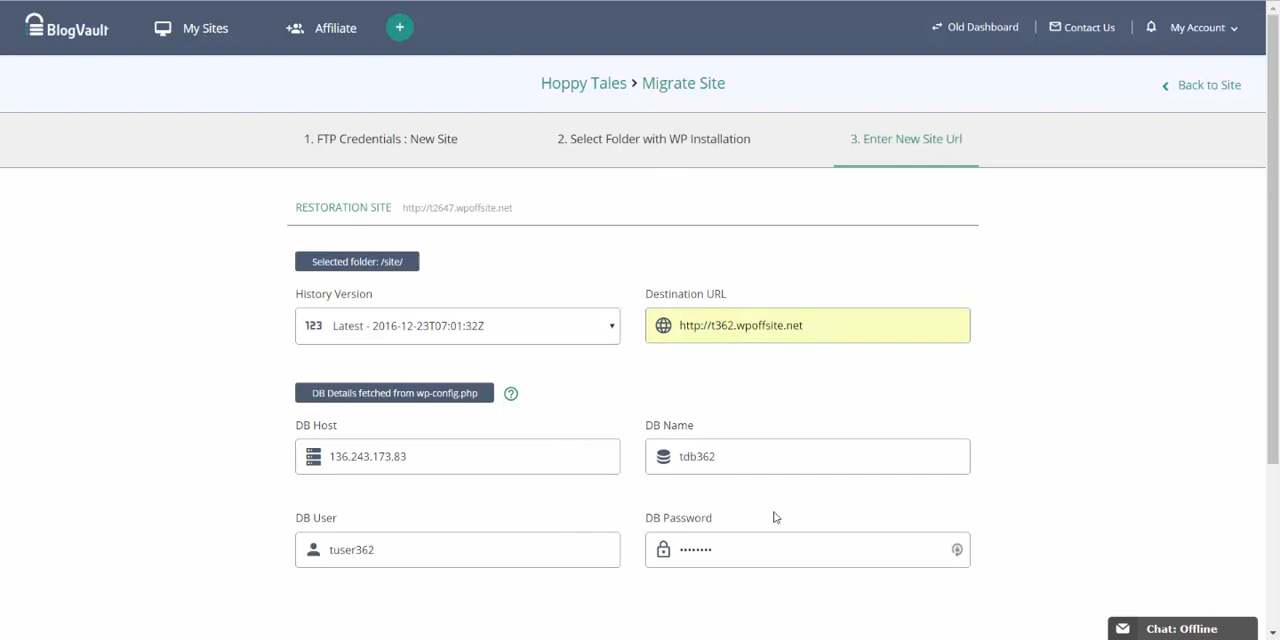 BlogVault
My Sites
Affiliate
+
Old Dashboard
Contact Us
My Account
Hoppy Tales > Migrate Site
Back to Site
1. FTP Credentials : New Site
2. Select Folder with WP Installation
3. Enter New Site Url
RESTORATION SITE http://t2647.wpoffsite.net
Selected folder: /site/
History Version
Destination URL
123 Latest - 2016-12-23T07:01:32Z
http://t362.wpoffsite.net
DB Details fetched from wp-config.php ?
DB Host
DB Name
136.243.173.83
tdb362
DB User
DB Password
tuser362
••••••••
Chat: Offline